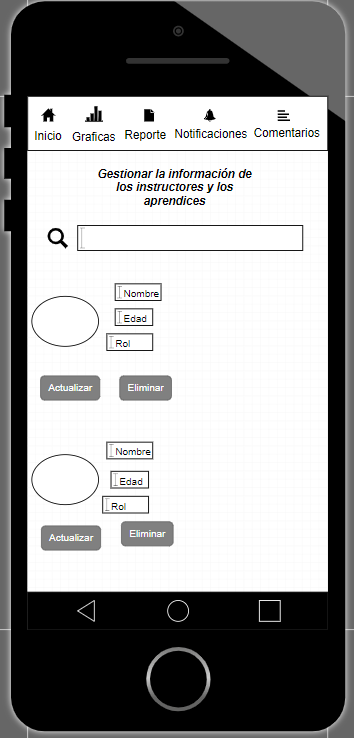 Inicio Graficas Reporte Notificaciones Comentarios
Gestionar la información de
los instructores y los
aprendices
Nombre
Edad
Rol
Actualizar Eliminar
Nombre
Edad
Rol
Actualizar Eliminar